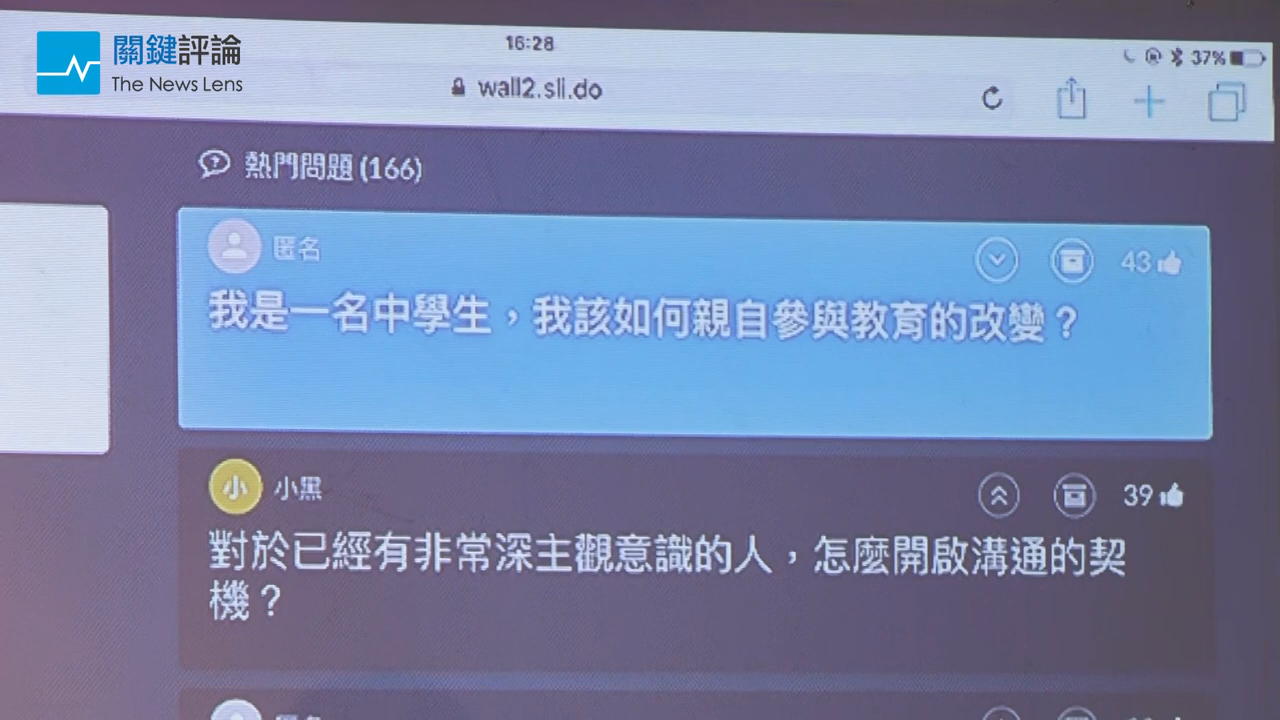 關鍵評論
The News Lens
16:28
37%
wall2.sli.do
熱門問題 (166)
匿名
43
我是一名中學生，我該如何親自參與教育的改變？
小
小黑
39
對於已經有非常深主觀意識的人，怎麼開啟溝通的契
機？